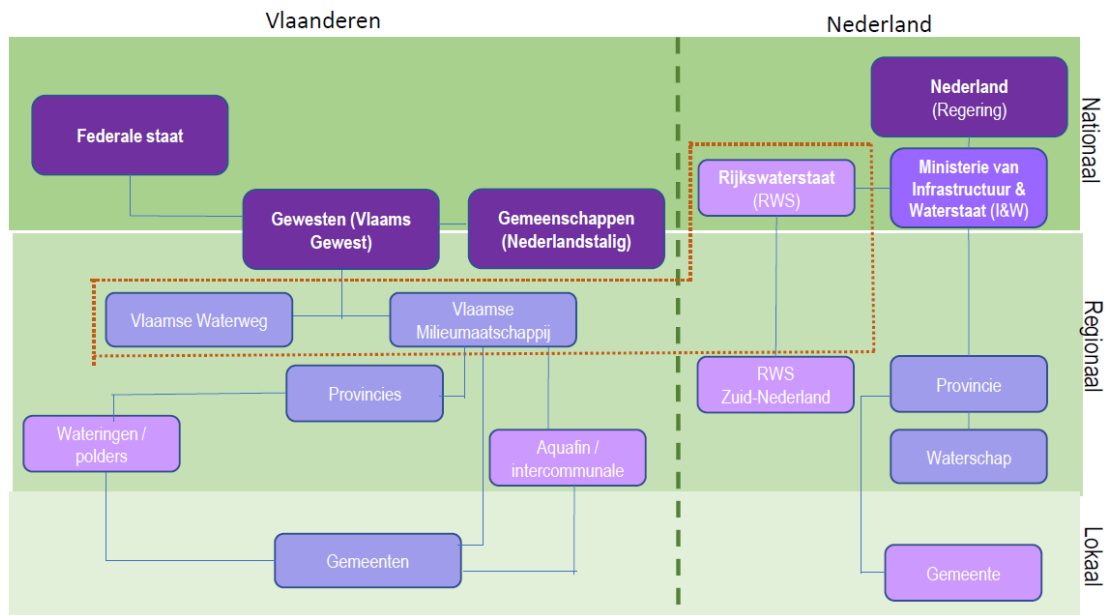 Vlaanderen
Nederland
Federale staat
Gewesten (Vlaams
Gewest)
Gemeenschappen
(Nederlandstalig)
Nederland
(Regering)
Rijkswaterstaat
(RWS)
Ministerie van
Infrastructuur &
Waterstaat (I&W)
Nationaal
Vlaamse Waterweg
Vlaamse
Milieumaatschappij
Provincies
Wateringen /
polders
Aquafin /
intercommunale
RWS
Zuid-Nederland
Provincie
Waterschap
Regionaal
Gemeenten
Gemeente
Lokaal